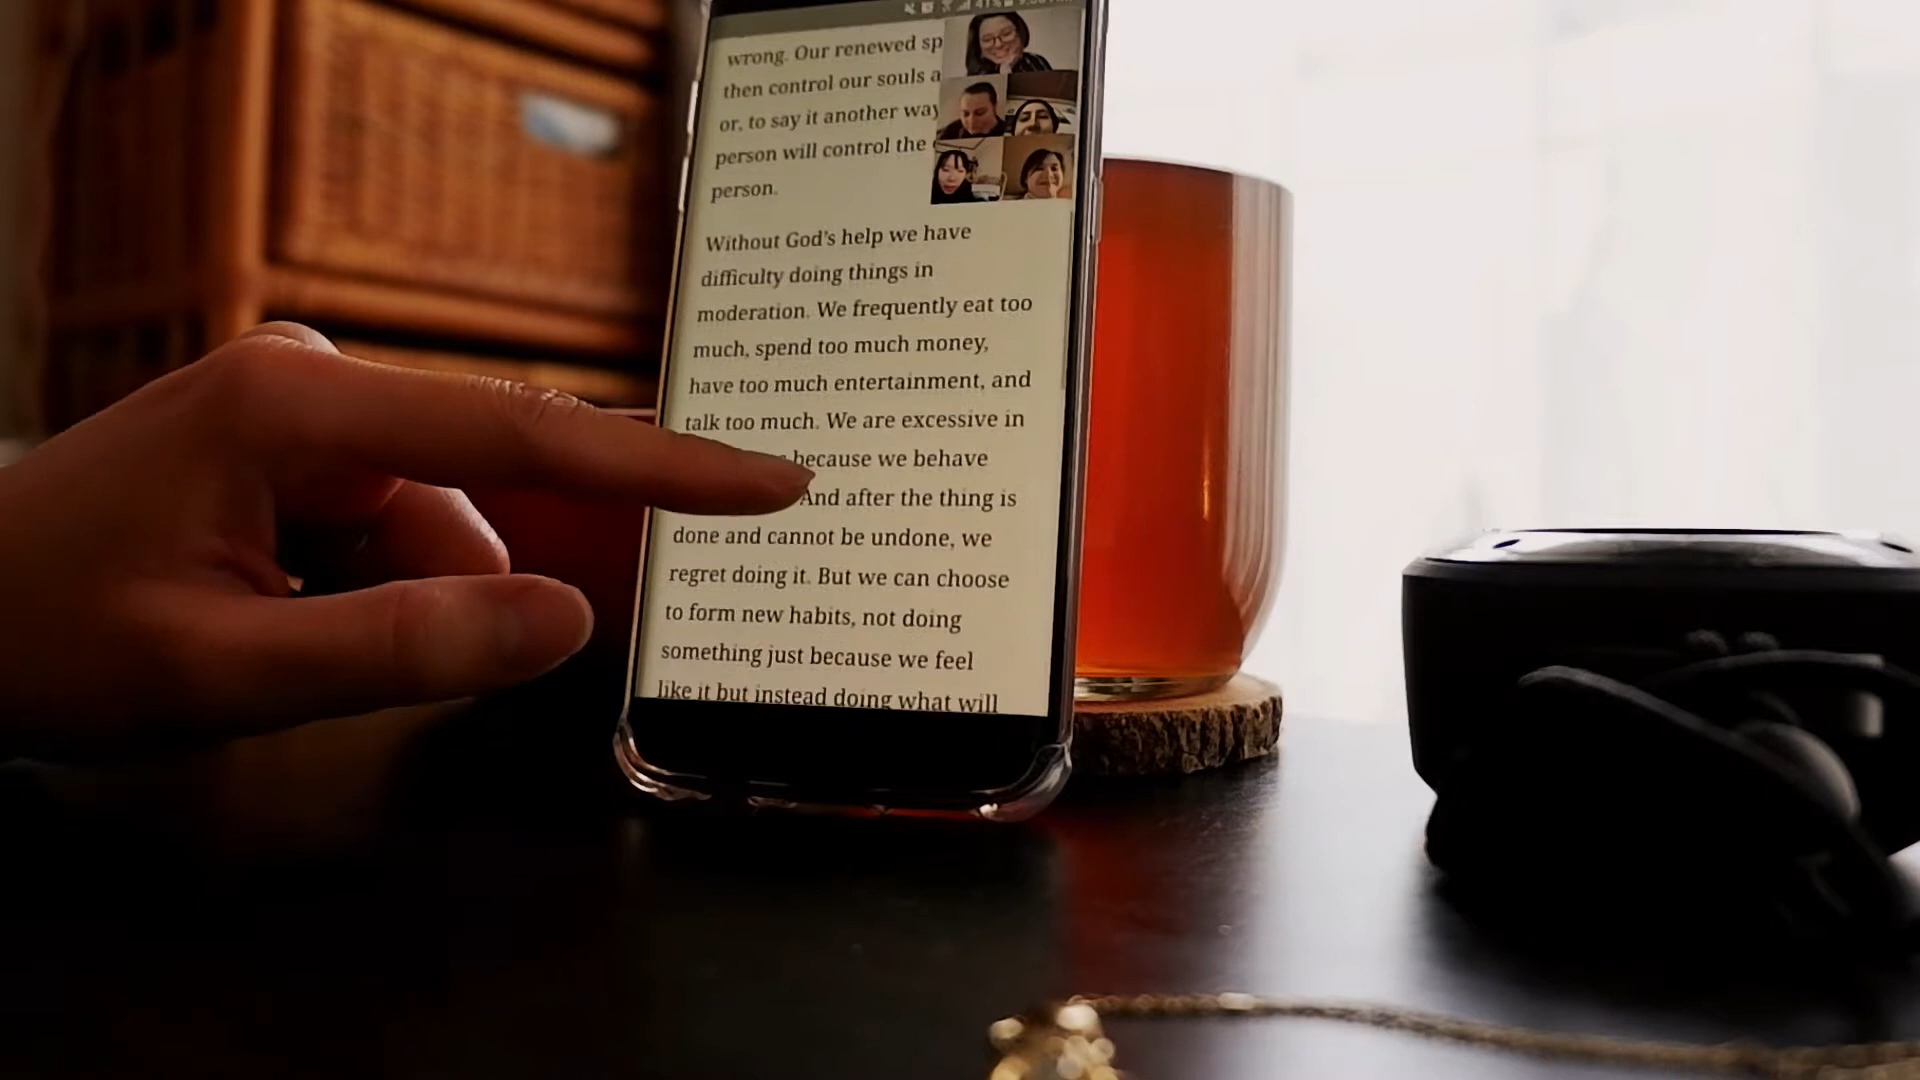 41%
wrong. Our renewed sp
then control our souls a
or, to say it another way
person will control the
person.
Without God's help we have
difficulty doing things in
moderation. We frequently eat too
much, spend too much money,
have too much entertainment, and
talk too much. We are excessive in
because we behave
And after the thing is
done and cannot be undone, we
regret doing it. But we can choose
to form new habits, not doing
something just because we feel
like it but instead doing what will